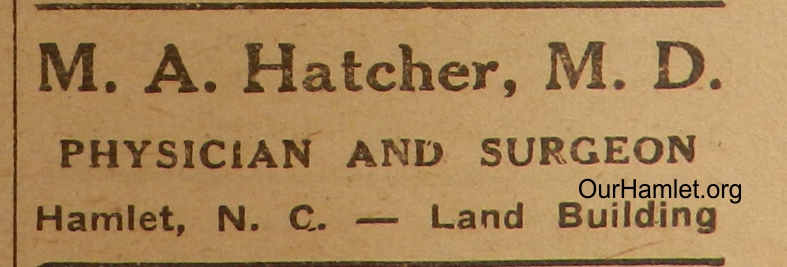 M. A. Hatcher, M. D.
PHYSICIAN AND SURGEON
OurHamlet.org
Hamlet, N. C. — Land Building